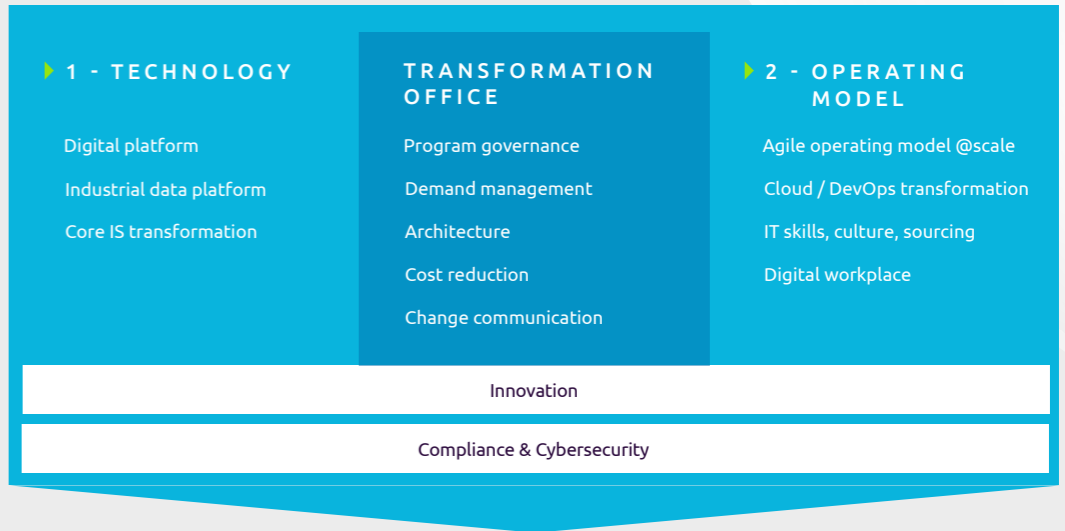 1 - TECHNOLOGY
Digital platform
Industrial data platform
Core IS transformation
TRANSFORMATION
OFFICE
Program governance
Demand management
Architecture
Cost reduction
Change communication
2 - OPERATING
MODEL
Agile operating model @scale
Cloud / DevOps transformation
IT skills, culture, sourcing
Digital workplace
Innovation
Compliance & Cybersecurity